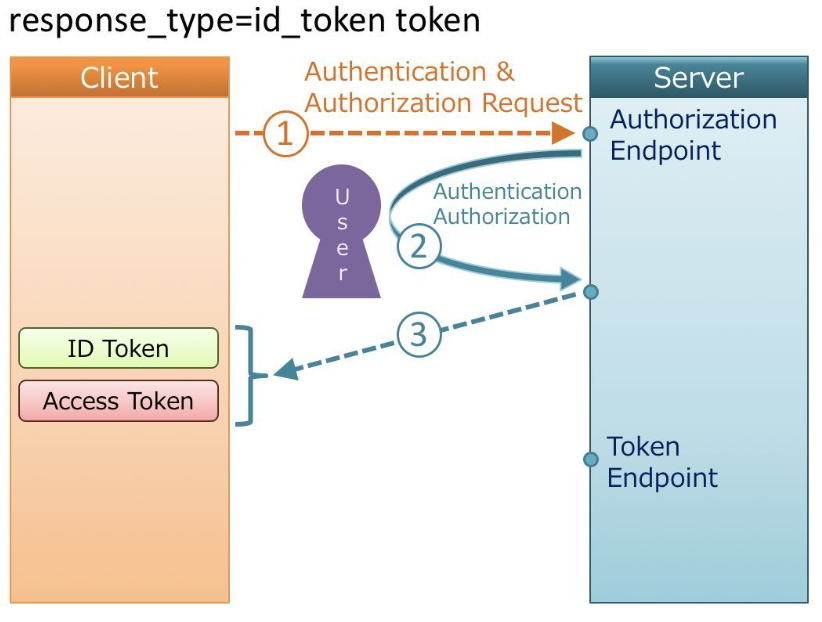 response_type=id_token token
Client
Authentication &
Authorization Request
Server
1
Authorization
Endpoint
User
Authentication
Authorization
2
3
ID Token
Access Token
Token
Endpoint